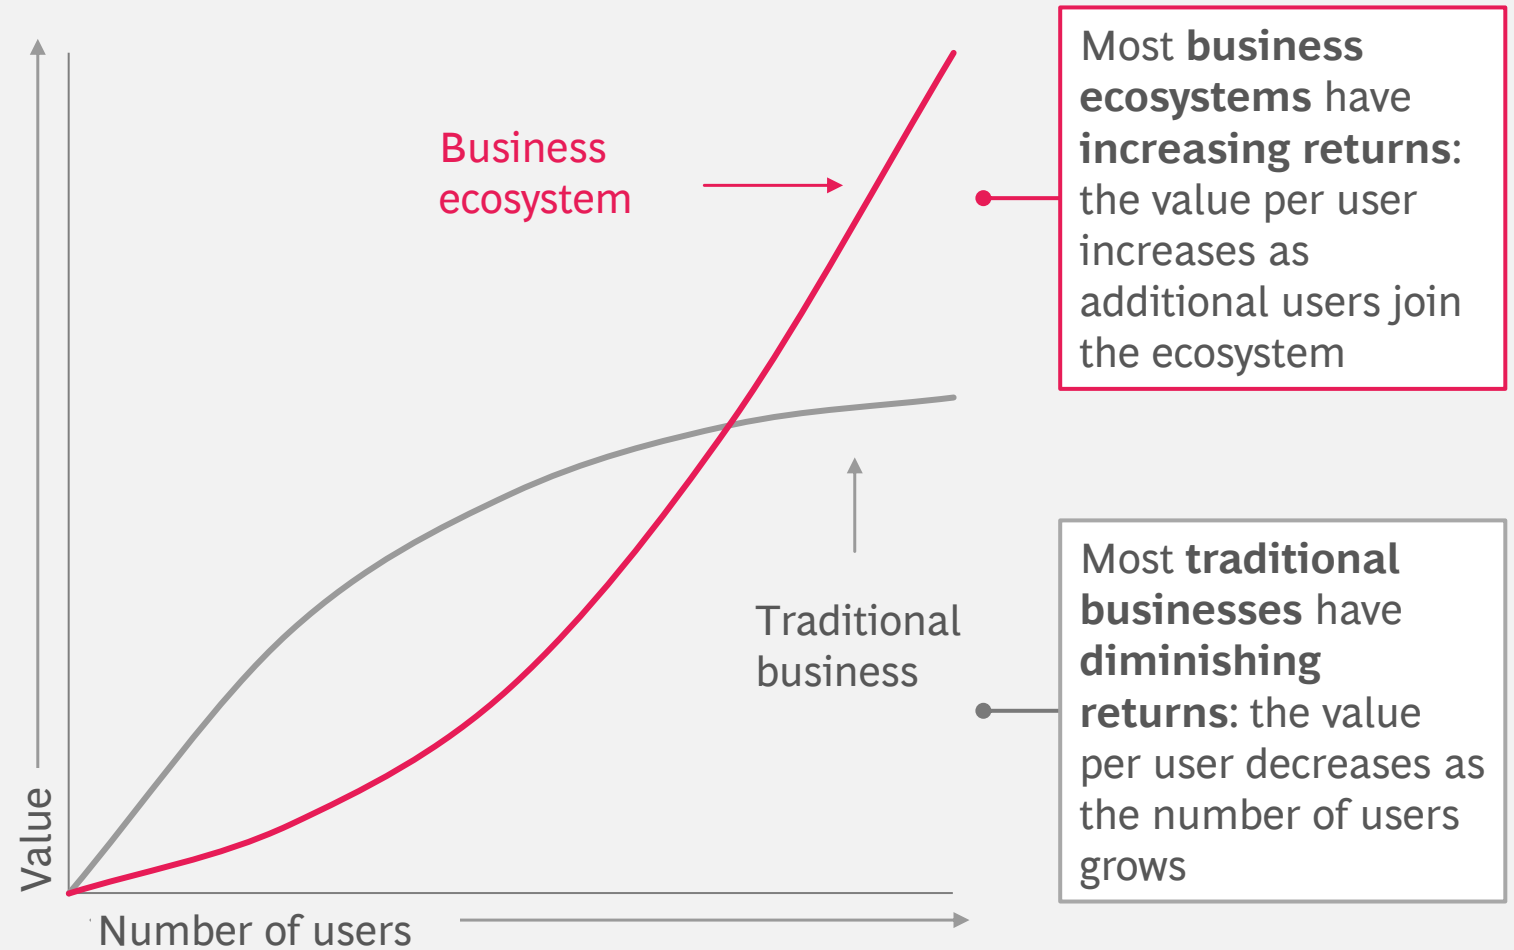 Business
ecosystem
Most business
ecosystems have
increasing returns:
the value per user
increases as
additional users join
the ecosystem
Traditional
business
Most traditional
businesses have
diminishing
returns: the value
per user decreases as
the number of users
grows
Value
Number of users